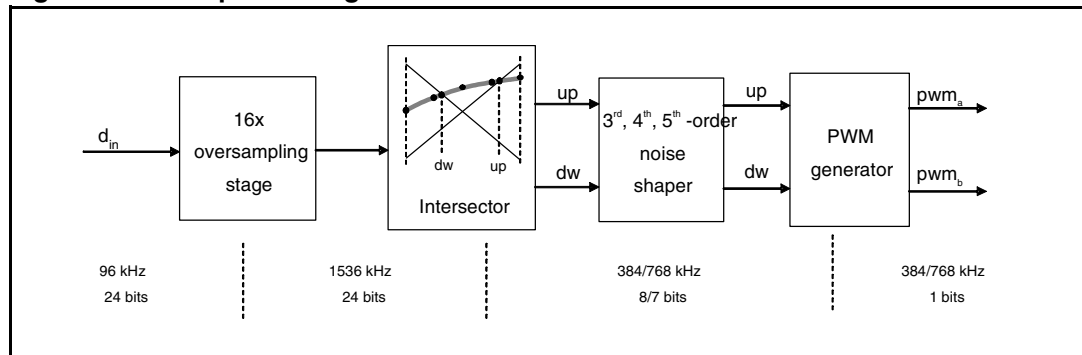 d_in
16x
oversampling
stage
dw
up
Intersector
up
dw
3rd, 4th, 5th -order
noise
shaper
up
dw
PWM
generator
pwm_a
pwm_b
96 kHz
24 bits
1536 kHz
24 bits
384/768 kHz
8/7 bits
384/768 kHz
1 bits